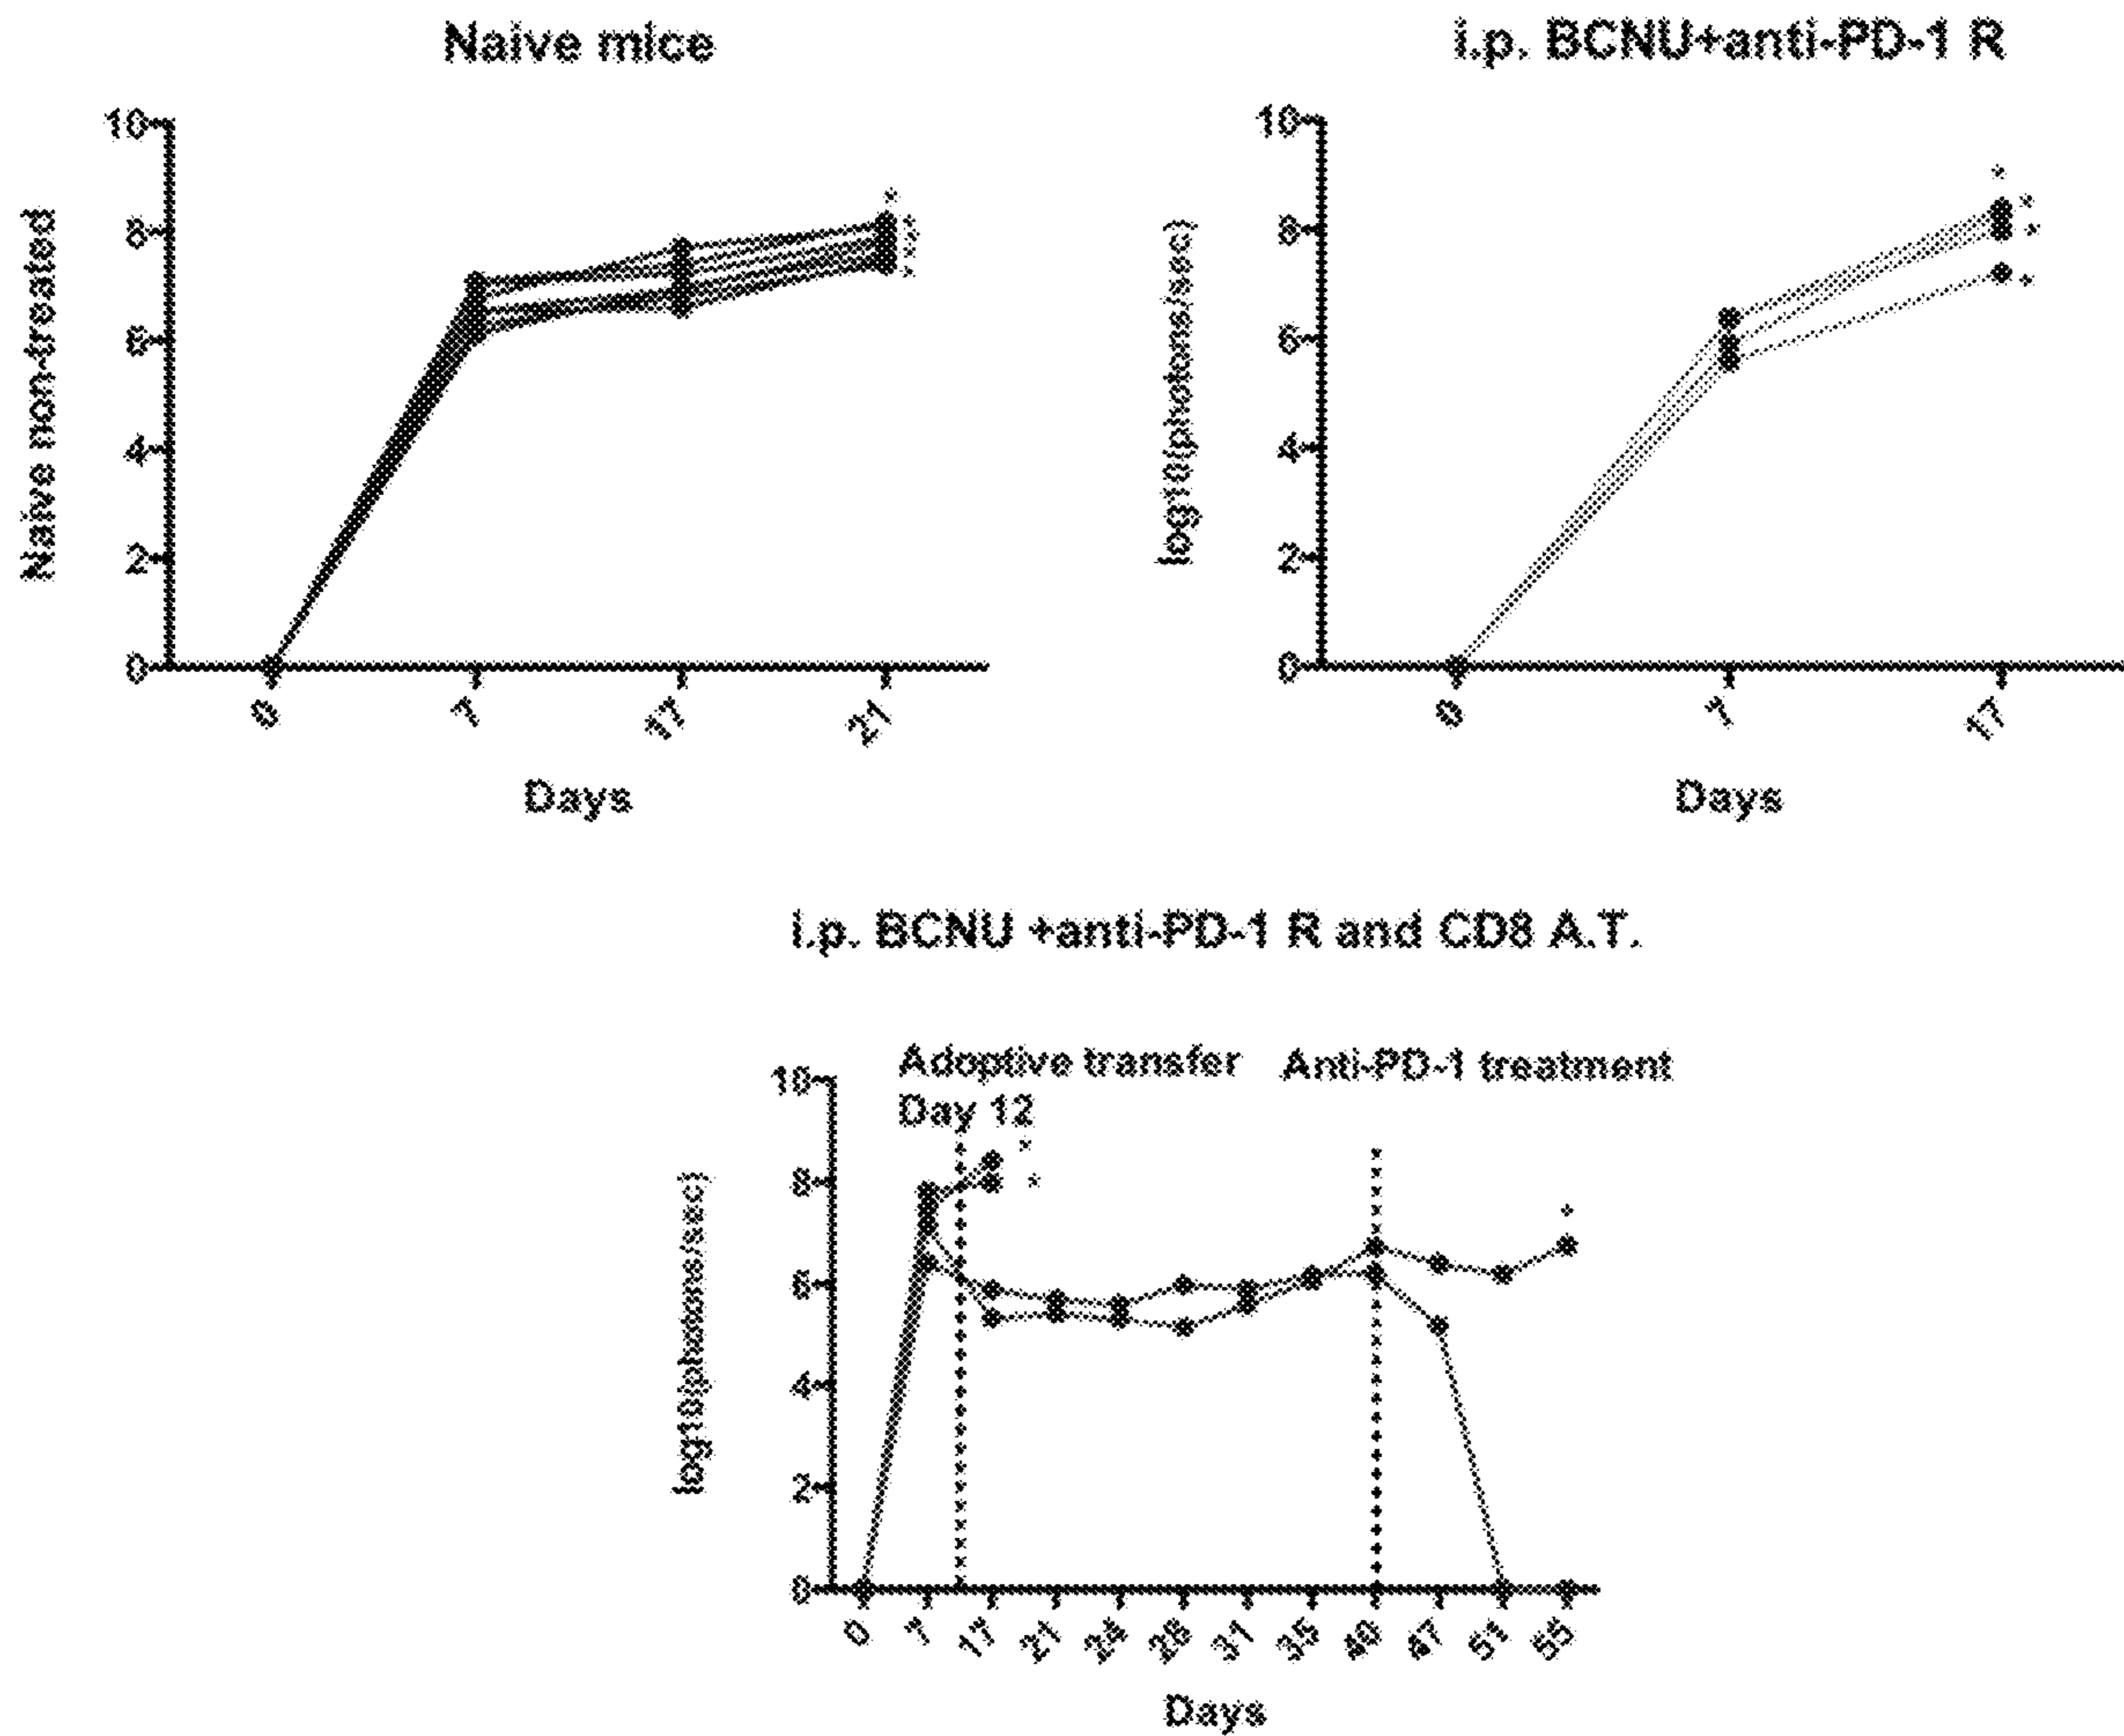 Naive mice
Naive non-treated
10
8
6
4
2
0
0 7 17 21
Days
i.p. BCNU+anti-PD-1 R
log10(photons/sec)
10
8
6
4
2
0
0 7 17
Days
i.p. BCNU +anti-PD-1 R and CD8 A.T.
Adoptive transfer
Day 12
Anti-PD-1 treatment
log10(photons/sec)
10
8
6
4
2
0
0 7 17 21 24 28 31 35 40 47 51 55
Days